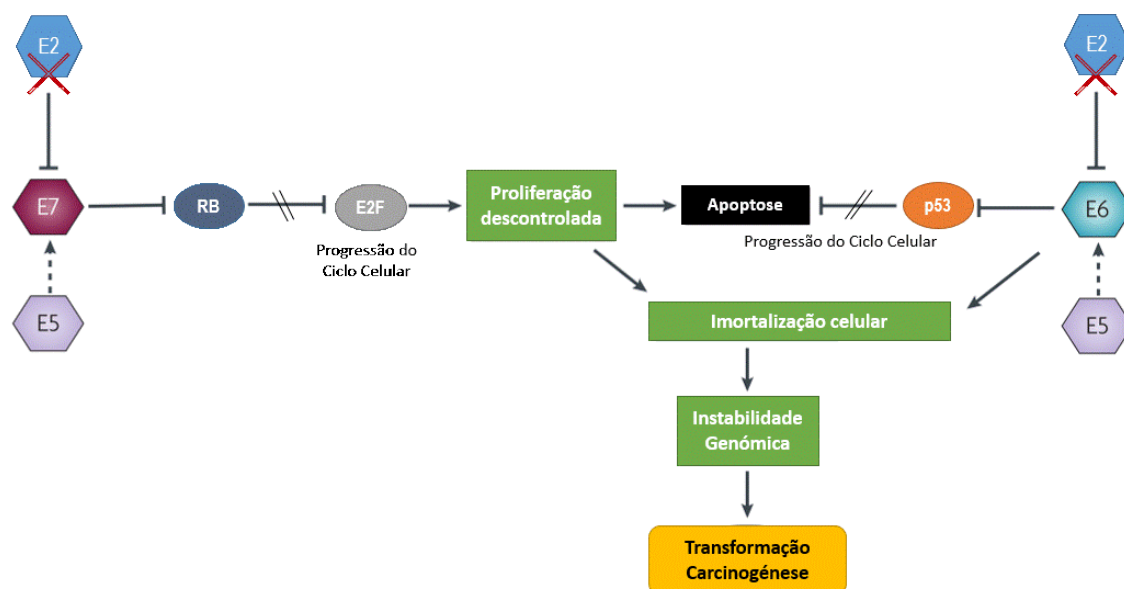 E2
E2
E7
RB
E2F
Proliferação
descontrolada
Apoptose
p53
E6
Progressão do
Ciclo Celular
Progressão do Ciclo Celular
E5
Imortalização celular
E5
Instabilidade
Genómica
Transformação
Carcinogénese